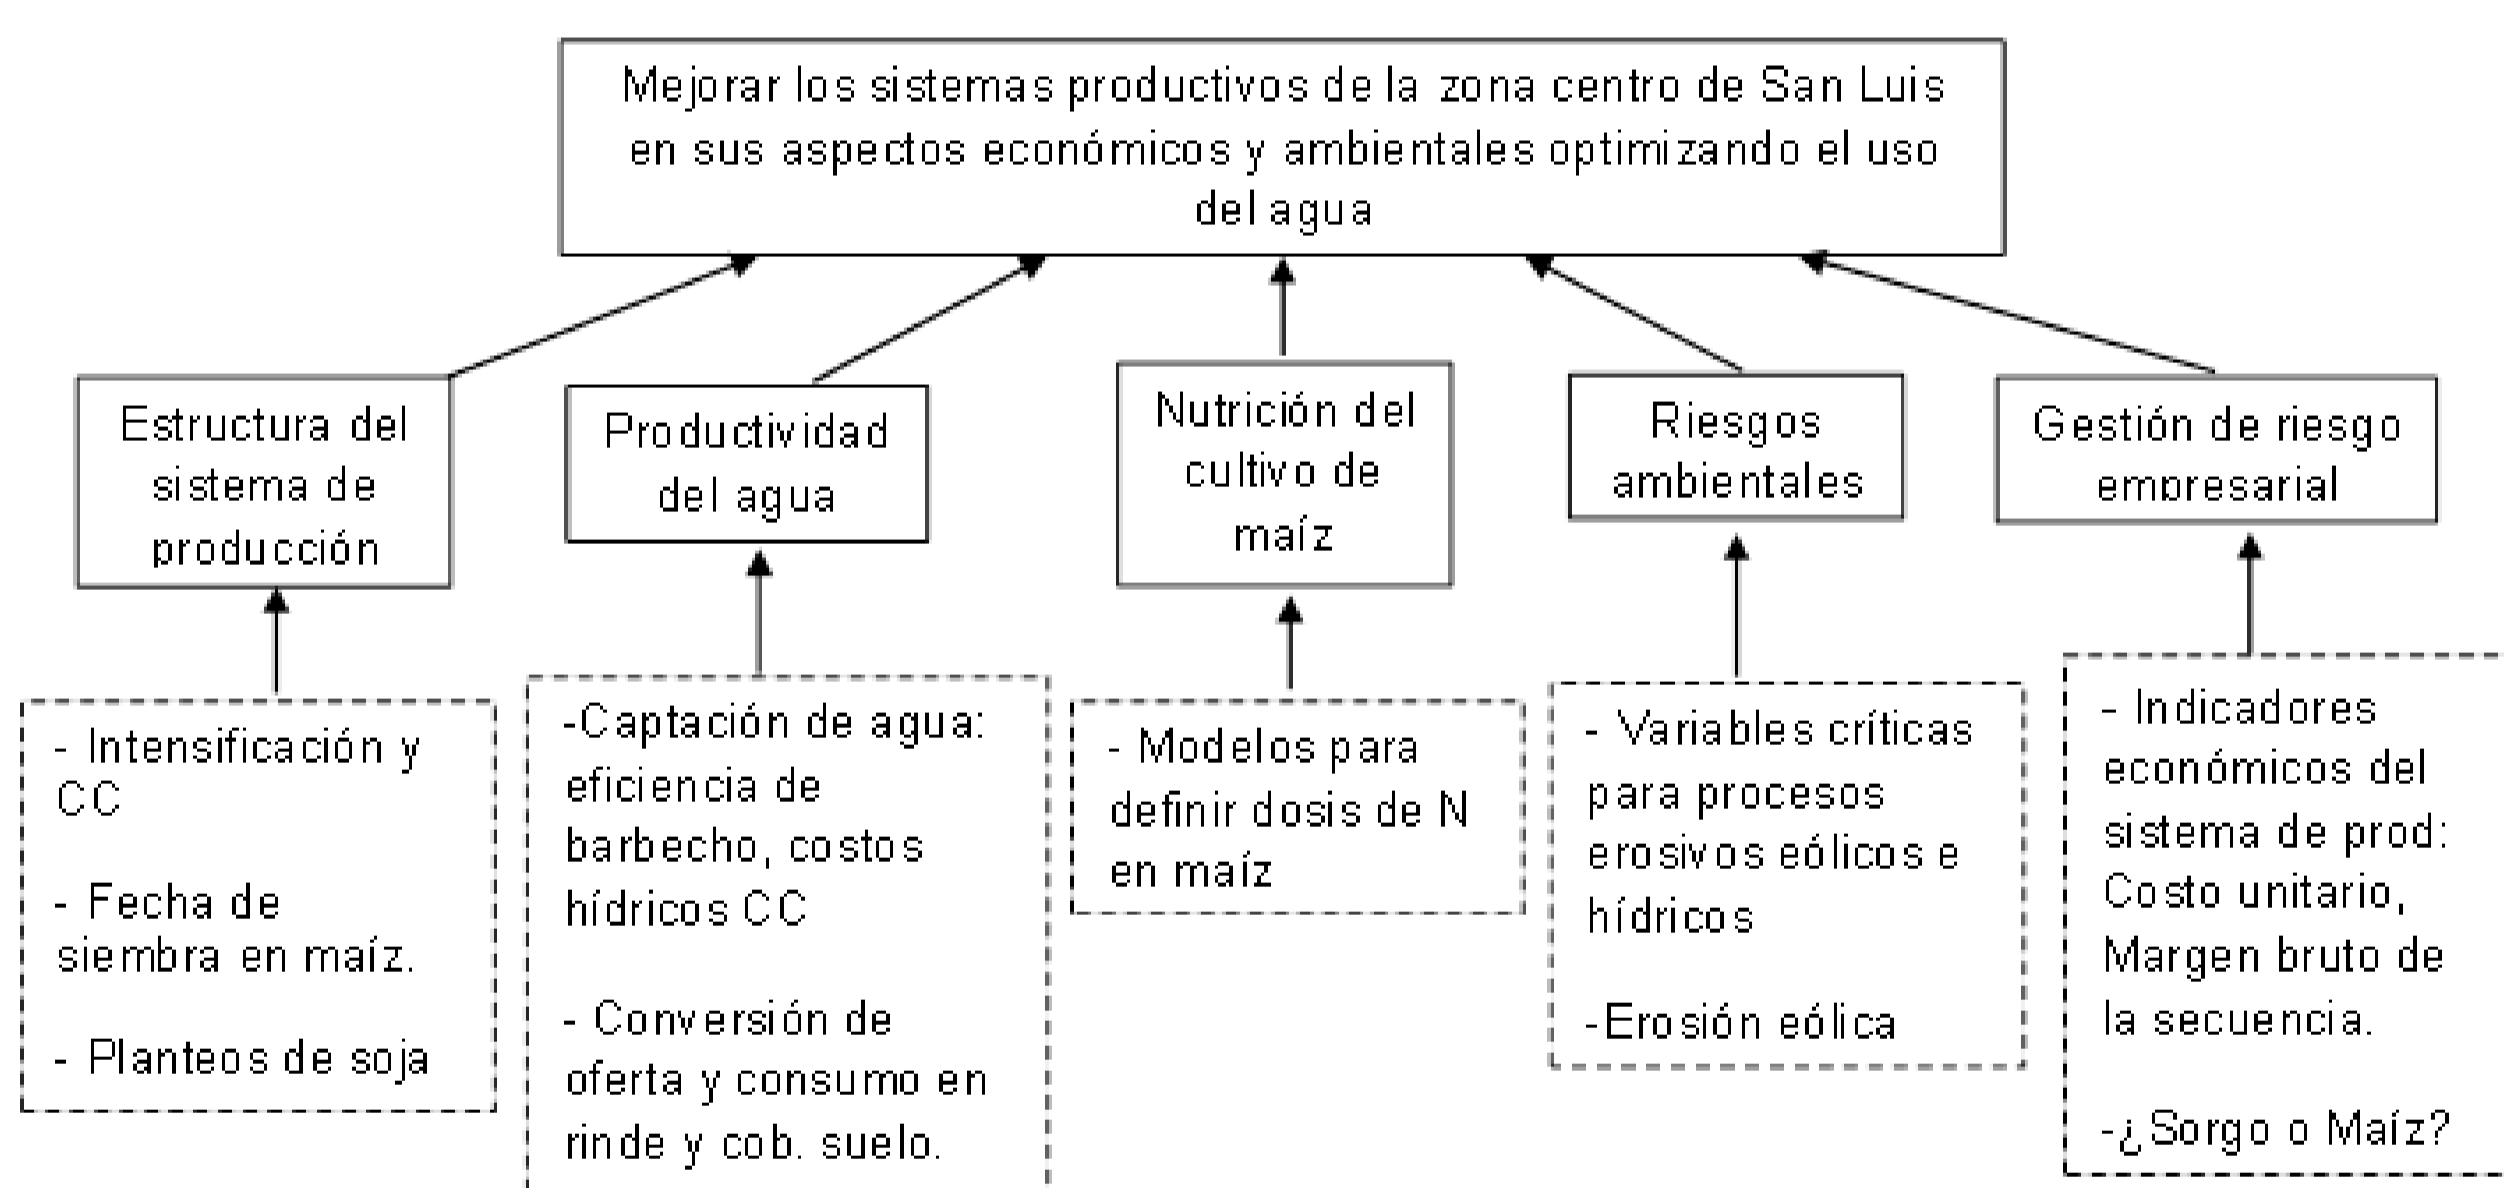 Mejorar los sistemas productivos de la zona centro de San Luis
en sus aspectos económicos y ambientales optimizando el uso
del agua
Estructura del
sistema de
producción
Productividad
del agua
Nutrición del
cultivo de
maíz
Riesgos
ambientales
Gestión de riesgo
empresarial
- Intensificación y
CC
- Fecha de
siembra en maíz.
- Planteos de soja
-Captación de agua:
eficiencia de
barbecho, costos
hídricos CC
- Conversión de
oferta y consumo en
rinde y cob. suelo.
- Modelos para
definir dosis de N
en maíz
- Variables críticas
para procesos
erosivos eólicos e
hídricos
-Erosión eólica
- Indicadores
económicos del
sistema de prod:
Costo unitario,
Margen bruto de
la secuencia.
-¿Sorgo o Maíz?